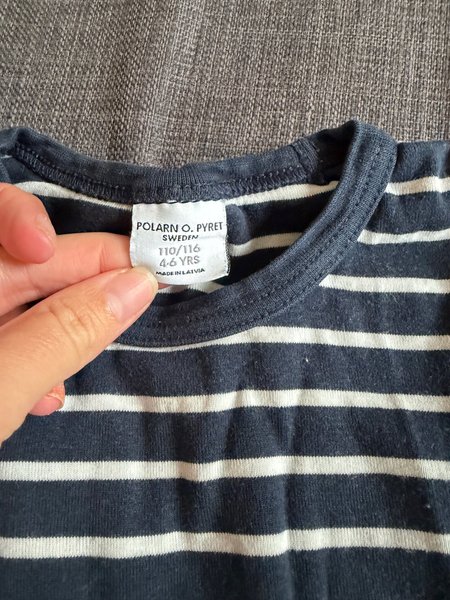 POLARN O. PYRET
SWEDEN
110/116
4-6 YRS
MADE IN LATVIA